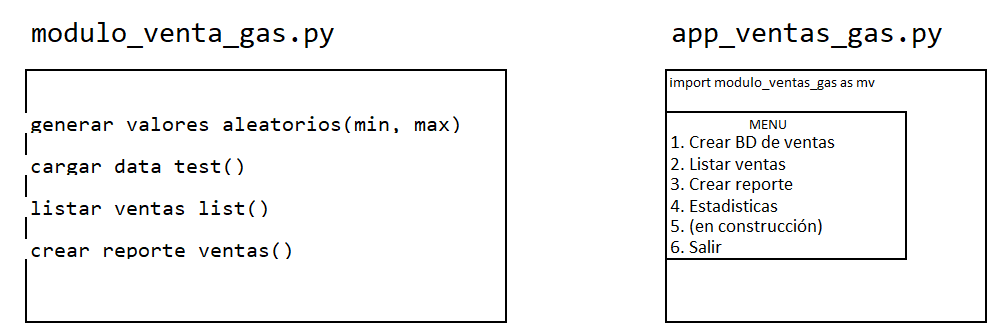 modulo_venta_gas.py
generar valores aleatorios(min, max)
cargar data test()
listar ventas list()
crear reporte ventas()
app_ventas_gas.py
import modulo_ventas_gas as mv
MENU
1. Crear BD de ventas
2. Listar ventas
3. Crear reporte
4. Estadisticas
5. (en construcción)
6. Salir